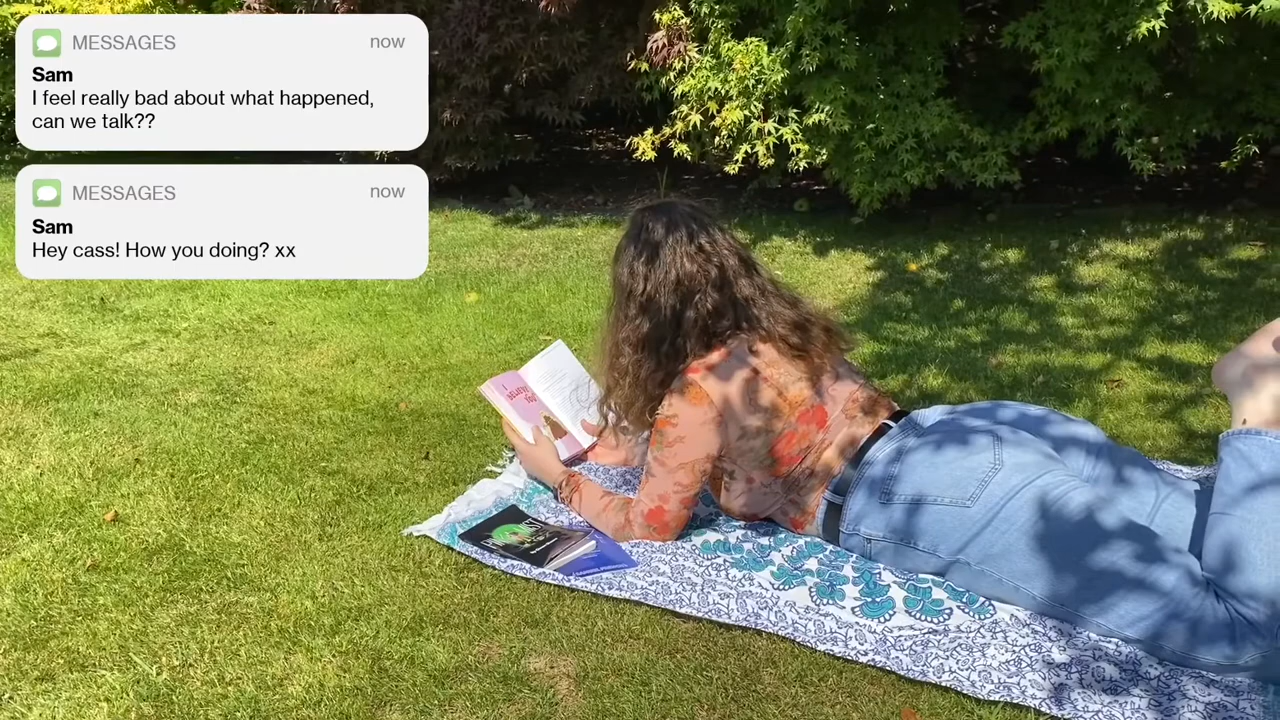 MESSAGES now
Sam
I feel really bad about what happened,
can we talk??
MESSAGES now
Sam
Hey cass! How you doing? xx